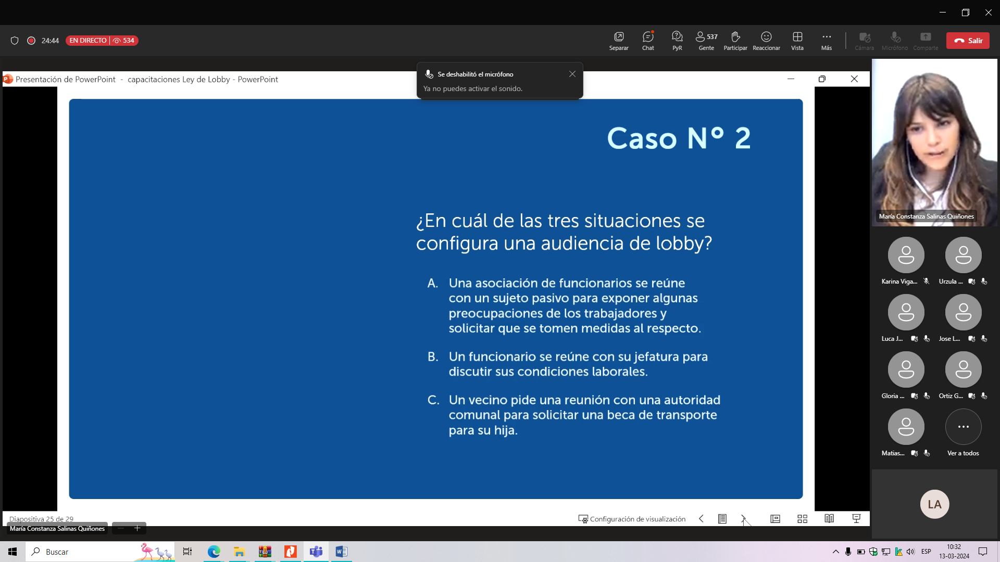 24:44
EN DIRECTO 534
Separar
Chat
PyR
537
Gente
Participar
Reaccionar
Vista
Más
Cámara
Micrófono
Comparte
Salir
Se deshabilitó el micrófono
Ya no puedes activar el sonido.
Presentación de PowerPoint - capacitaciones Ley de Lobby - PowerPoint
Caso N° 2
¿En cuál de las tres situaciones se
configura una audiencia de lobby?
A. Una asociación de funcionarios se reúne
con un sujeto pasivo para exponer algunas
preocupaciones de los trabajadores y
solicitar que se tomen medidas al respecto.
B. Un funcionario se reúne con su jefatura para
discutir sus condiciones laborales.
C. Un vecino pide una reunión con una autoridad
comunal para solicitar una beca de transporte
para su hija.
María Constanza Salinas Quiñones
Karina Viga...
Urzula ...
Luca J...
Jose L...
Gloria ...
Ortiz G...
Matias...
Ver a todos
LA
Diapositiva 25 de 29
Configuración de visualización
María Constanza Salinas Quiñones
Buscar
ESP
10:32
13-03-2024